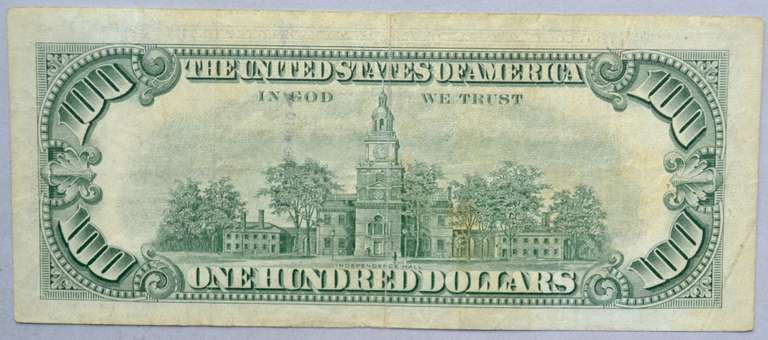 THE UNITED STATES OF AMERICA
100 100
IN GOD WE TRUST
INDEPENDENCE HALL
100 100
ONE HUNDRED DOLLARS